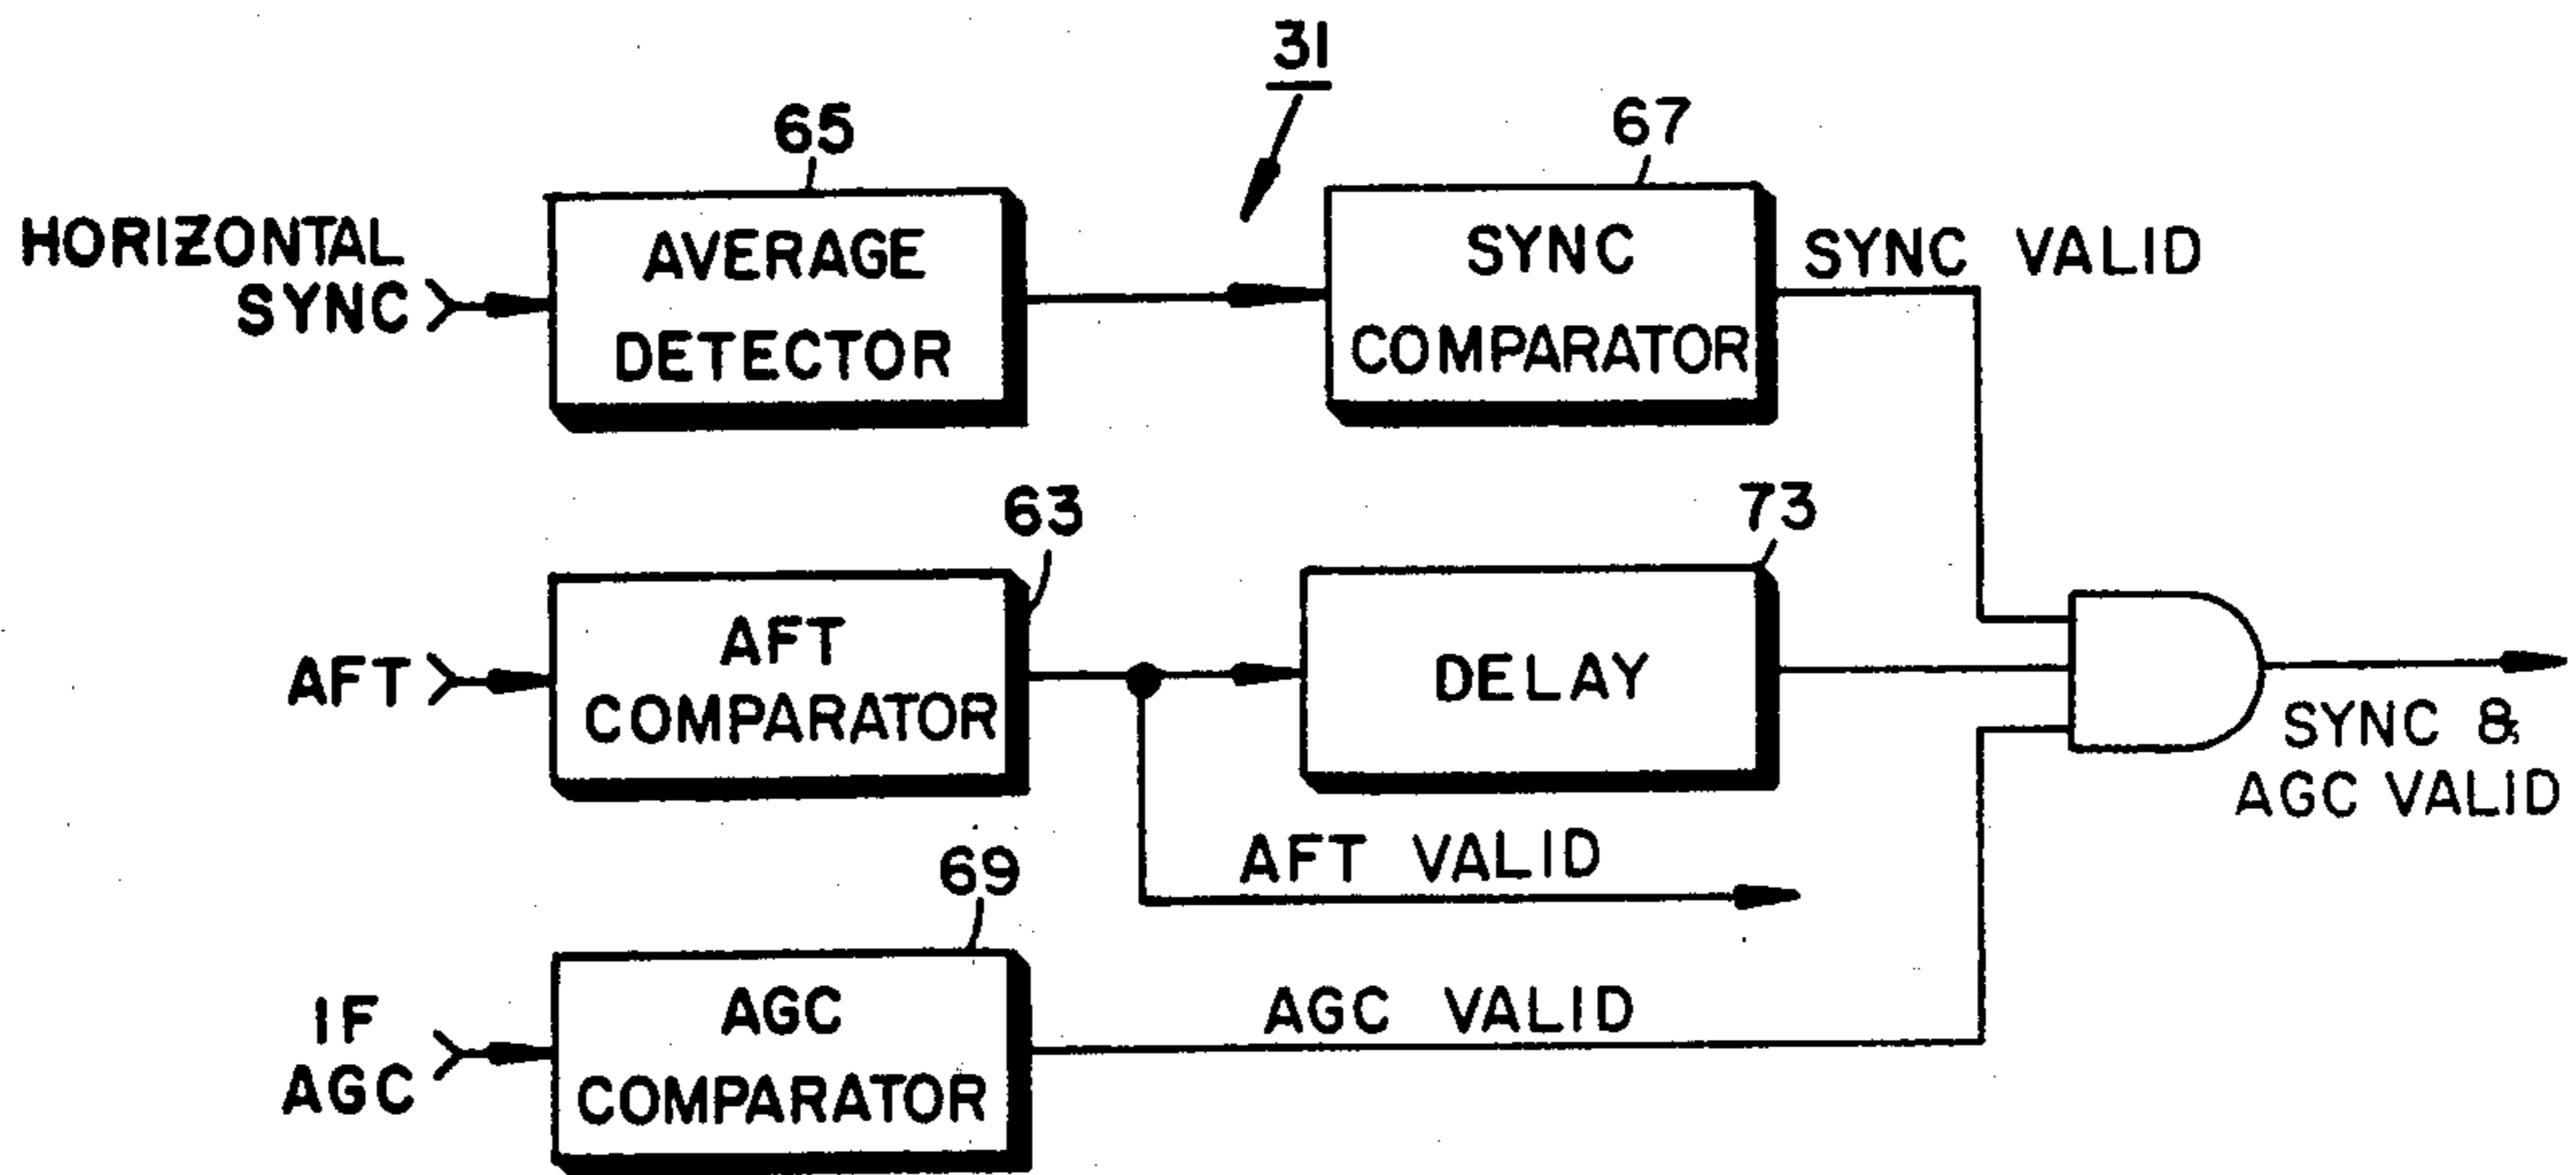 31
65
67
HORIZONTAL
SYNC
AVERAGE
DETECTOR
SYNC
COMPARATOR
SYNC VALID
63
73
AFT
AFT
COMPARATOR
DELAY
SYNC &
AGC VALID
AFT VALID
69
IF
AGC
AGC
COMPARATOR
AGC VALID